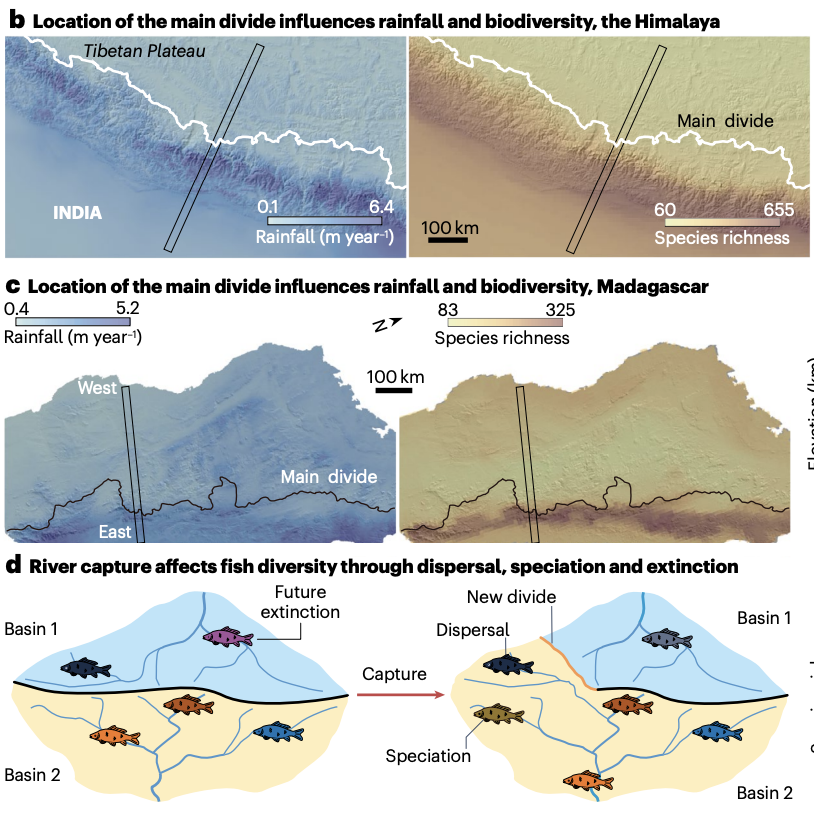 b Location of the main divide influences rainfall and biodiversity, the Himalaya
Tibetan Plateau
Main divide
INDIA
0.1 6.4
Rainfall (m year⁻¹)
100 km
60 655
Species richness
c Location of the main divide influences rainfall and biodiversity, Madagascar
0.4 5.2
Rainfall (m year⁻¹)
N
83 325
Species richness
100 km
West
Main divide
East
d River capture affects fish diversity through dispersal, speciation and extinction
Basin 1
Future
extinction
Basin 2
Capture
New divide
Dispersal
Basin 1
Speciation
Basin 2